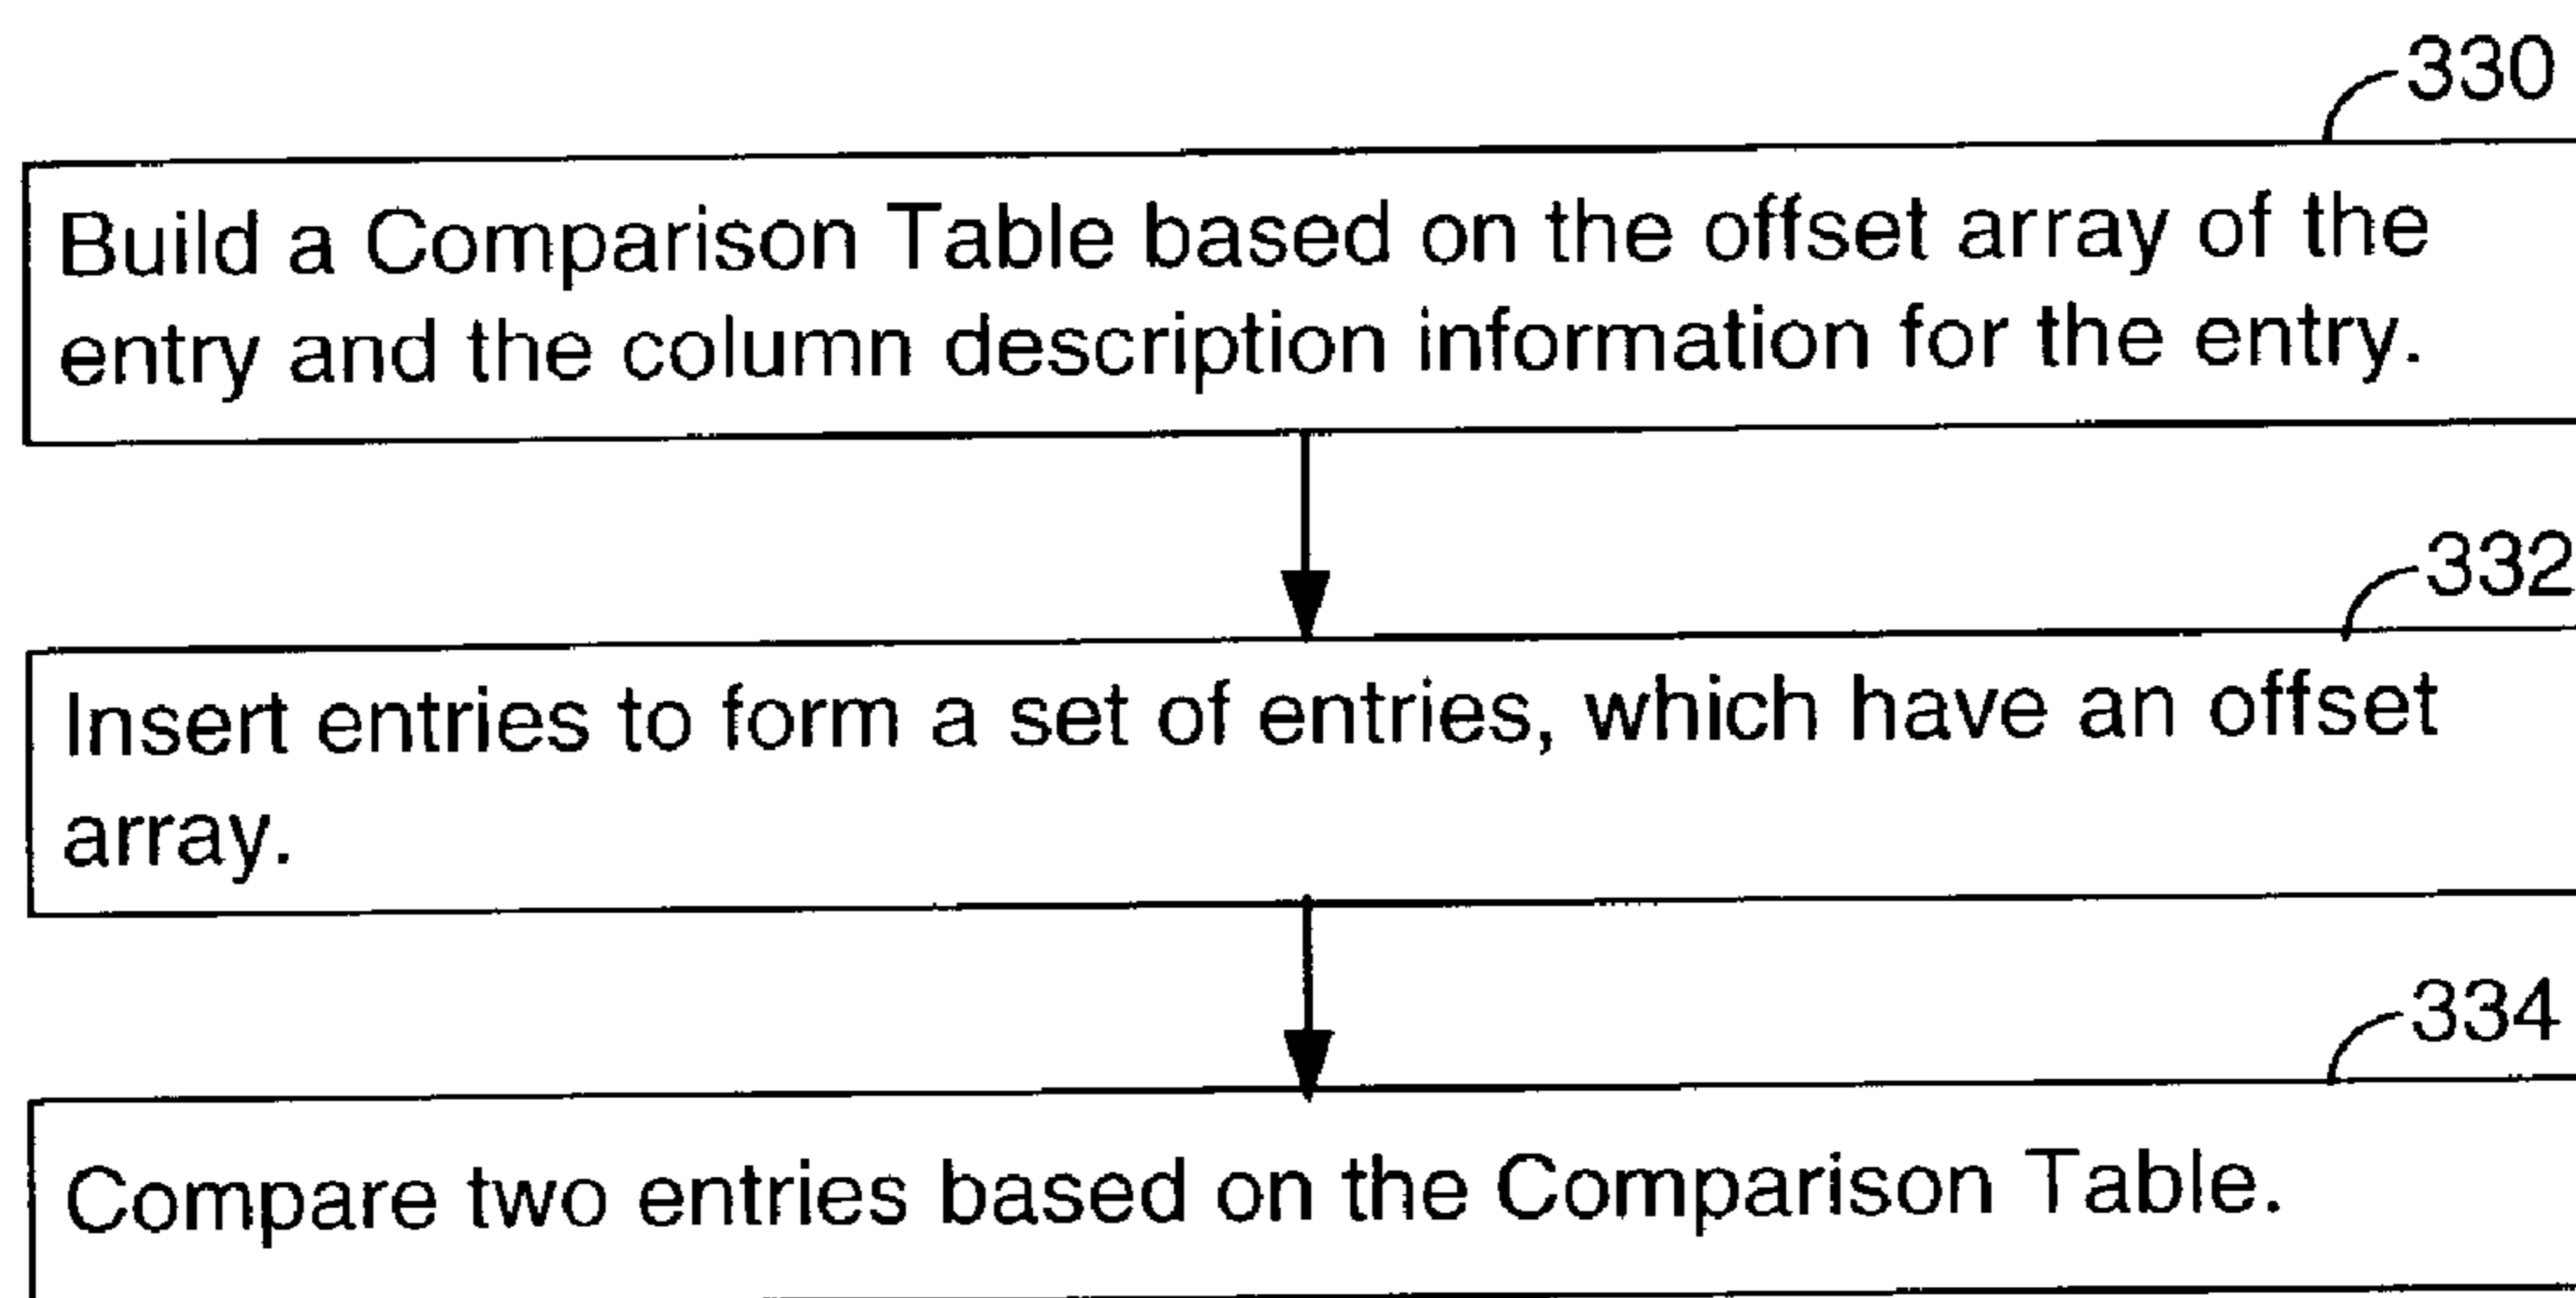 330
Build a Comparison Table based on the offset array of the
entry and the column description information for the entry.
332
Insert entries to form a set of entries, which have an offset
array.
334
Compare two entries based on the Comparison Table.